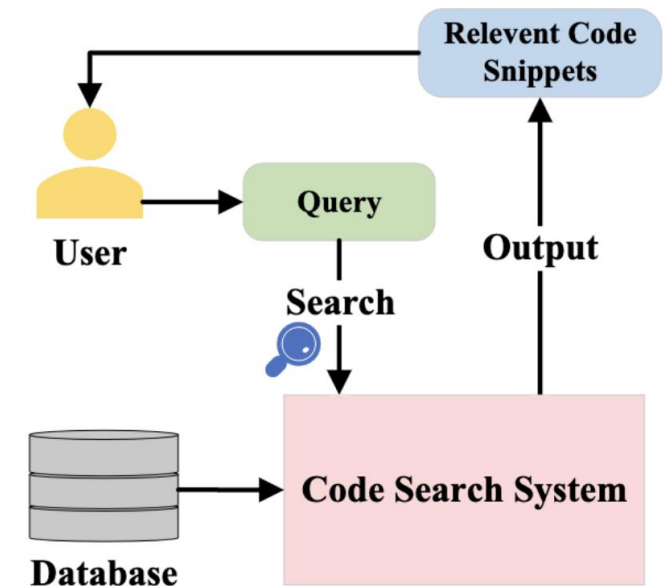 Relevent Code
Snippets
Query
User
Output
Search
Code Search System
Database